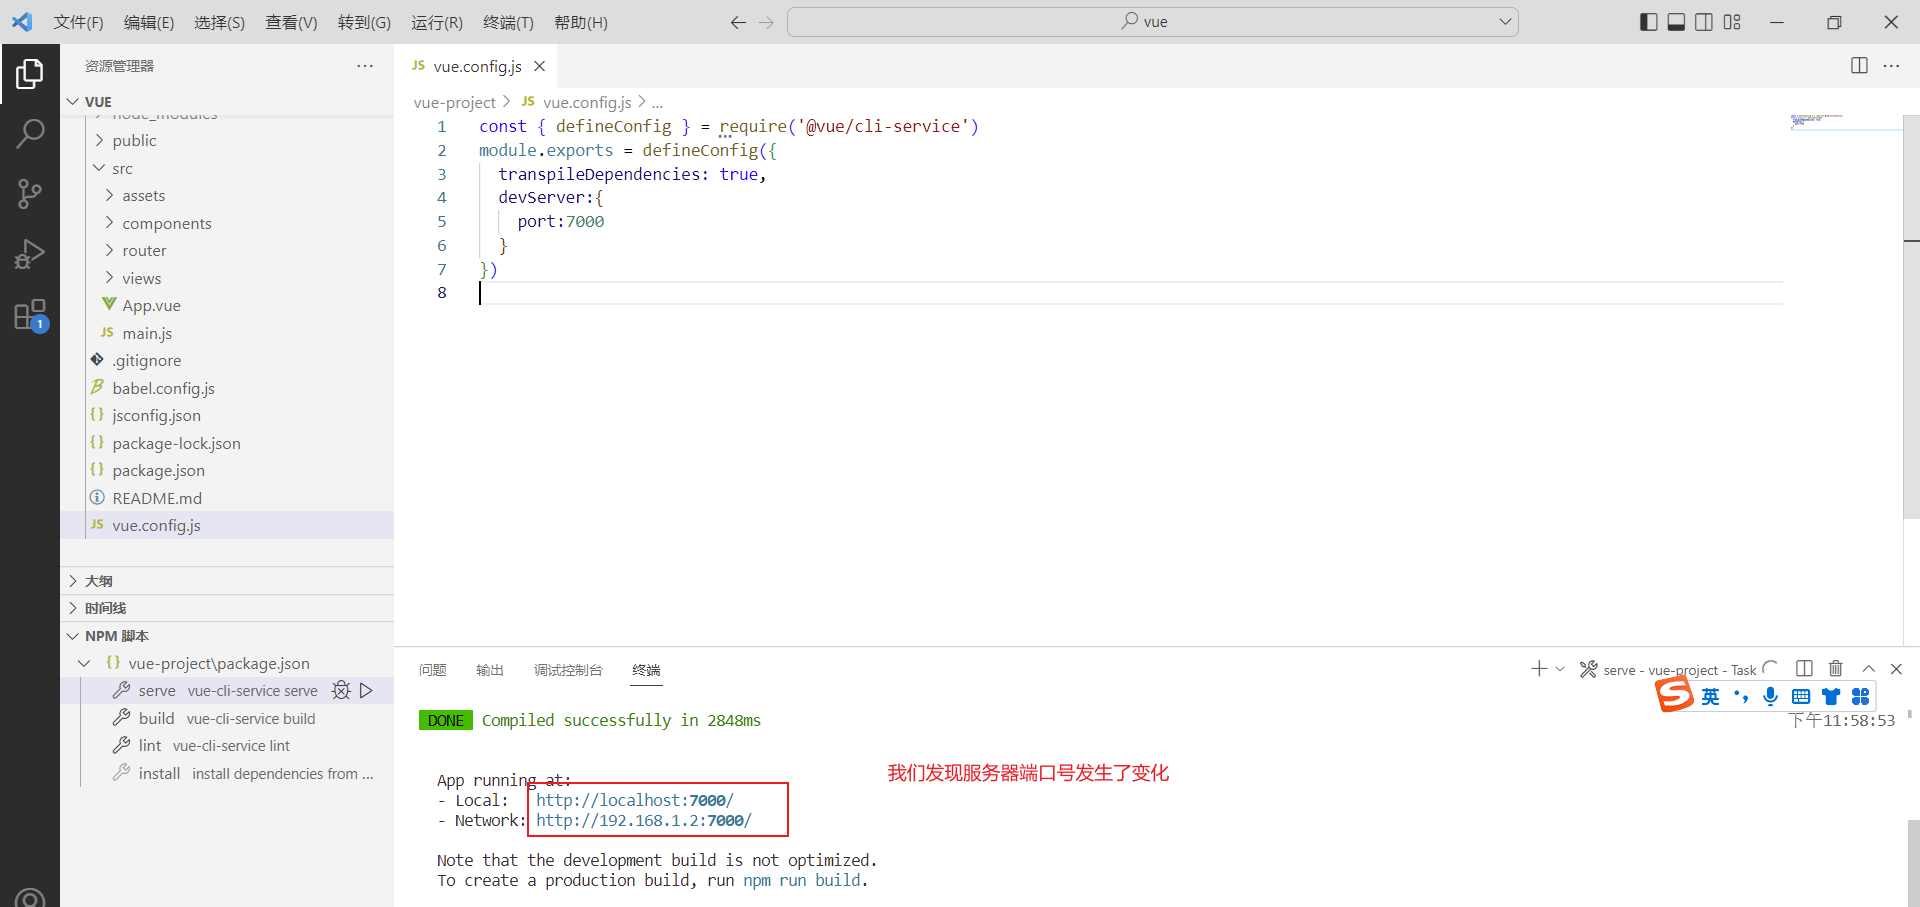 文件(F) 编辑(E) 选择(S) 查看(V) 转到(G) 运行(R) 终端(T) 帮助(H) vue
资源管理器
VUE
node_modules
public
src
assets
components
router
views
App.vue
main.js
.gitignore
babel.config.js
jsconfig.json
package-lock.json
package.json
README.md
vue.config.js
大纲
时间线
NPM 脚本
vue-project\package.json
serve vue-cli-service serve
build vue-cli-service build
lint vue-cli-service lint
install install dependencies from ...
1
JS vue.config.js
vue-project > JS vue.config.js > ...
1 const { defineConfig } = require('@vue/cli-service')
2 module.exports = defineConfig({
3 transpileDependencies: true,
4 devServer:{
5 port:7000
6 }
7 })
8
问题 输出 调试控制台 终端
serve - vue-project - Task
英
DONE Compiled successfully in 2848ms
下午11:58:53
App running at:
- Local: http://localhost:7000/
- Network: http://192.168.1.2:7000/
我们发现服务器端口号发生了变化
Note that the development build is not optimized.
To create a production build, run npm run build.